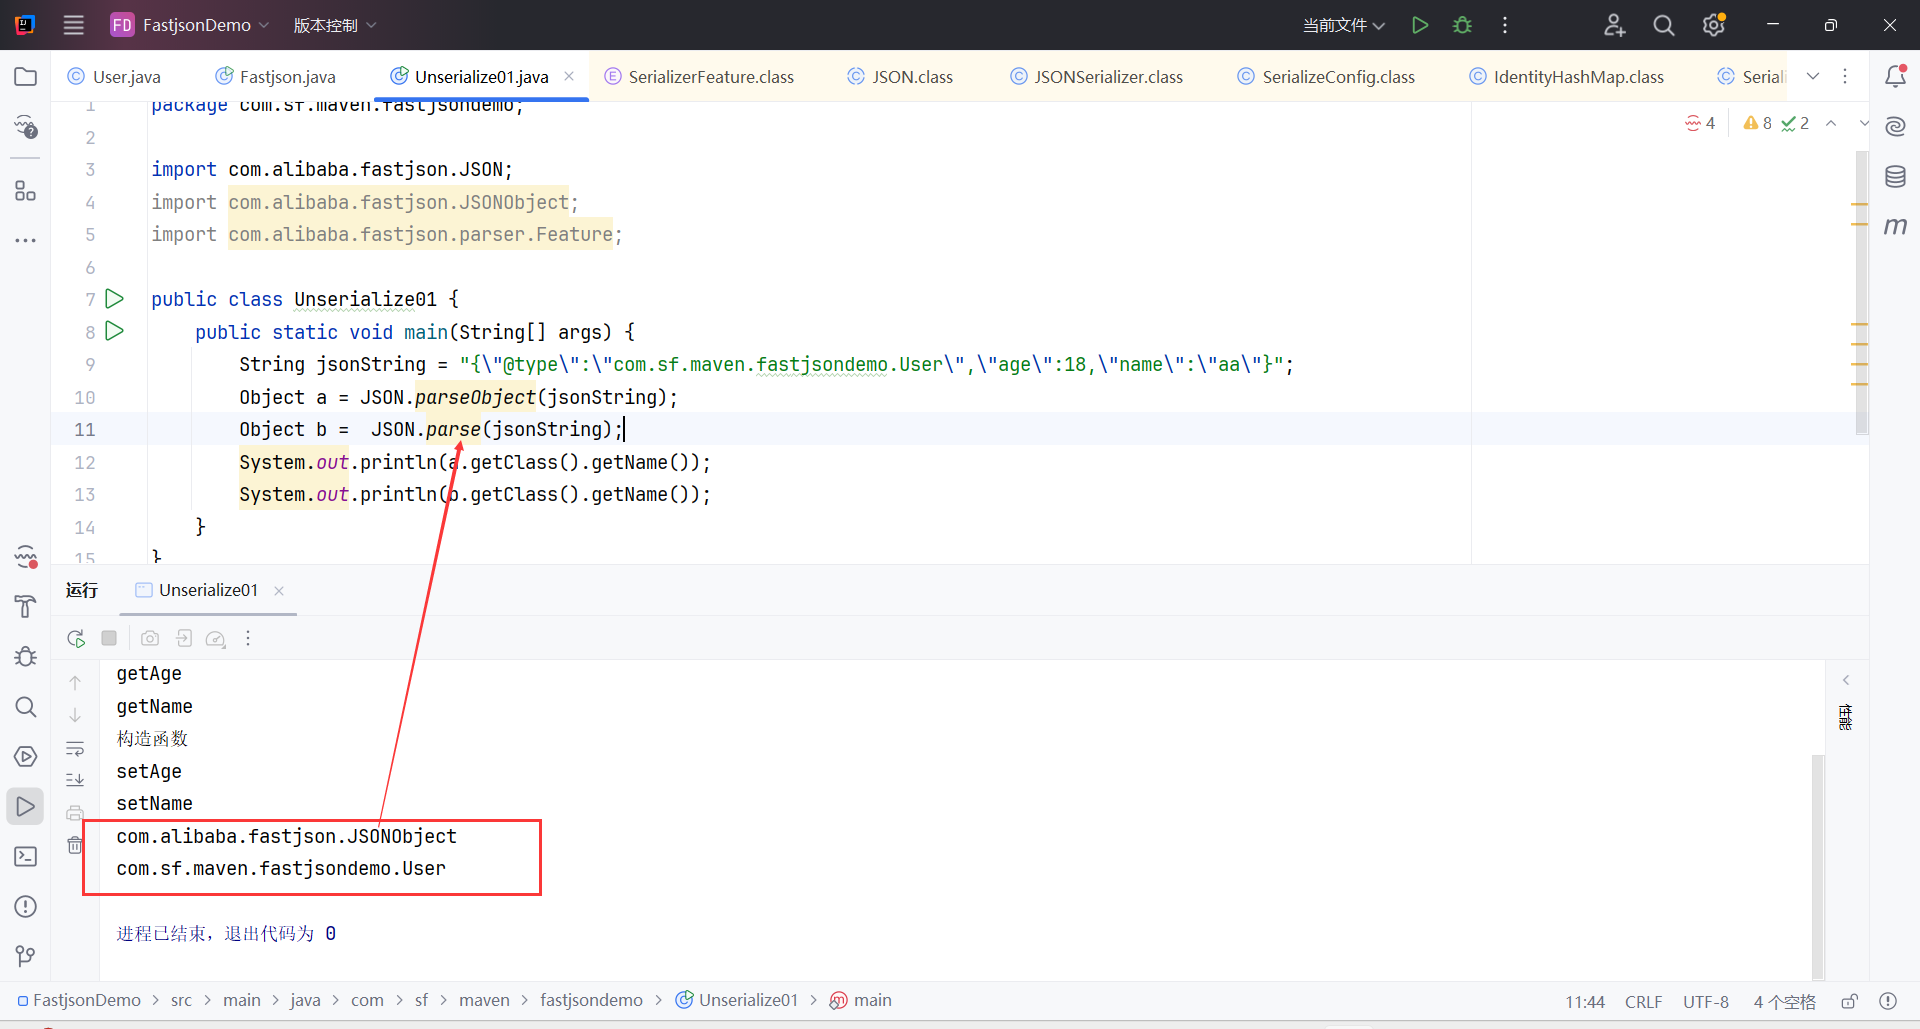 FD FastjsonDemo 版本控制 当前文件
User.java Fastjson.java Unserialize01.java SerializerFeature.class JSON.class JSONSerializer.class SerializeConfig.class IdentityHashMap.class Seriali
1 package com.sf.maven.fastjsondemo;
4 8 2
2
3 import com.alibaba.fastjson.JSON;
4 import com.alibaba.fastjson.JSONObject;
5 import com.alibaba.fastjson.parser.Feature;
6
7 public class Unserialize01 {
8 public static void main(String[] args) {
9 String jsonString = "{\"@type\":\"com.sf.maven.fastjsondemo.User\",\"age\":18,\"name\":\"aa\"}";
10 Object a = JSON.parseObject(jsonString);
11 Object b =  JSON.parse(jsonString);
12 System.out.println(a.getClass().getName());
13 System.out.println(b.getClass().getName());
14 }
15 }
运行 Unserialize01
getAge
getName
构造函数
setAge
setName
com.alibaba.fastjson.JSONObject
com.sf.maven.fastjsondemo.User
进程已结束，退出代码为 0
性能
FastjsonDemo > src > main > java > com > sf > maven > fastjsondemo > Unserialize01 > main 11:44 CRLF UTF-8 4 个空格